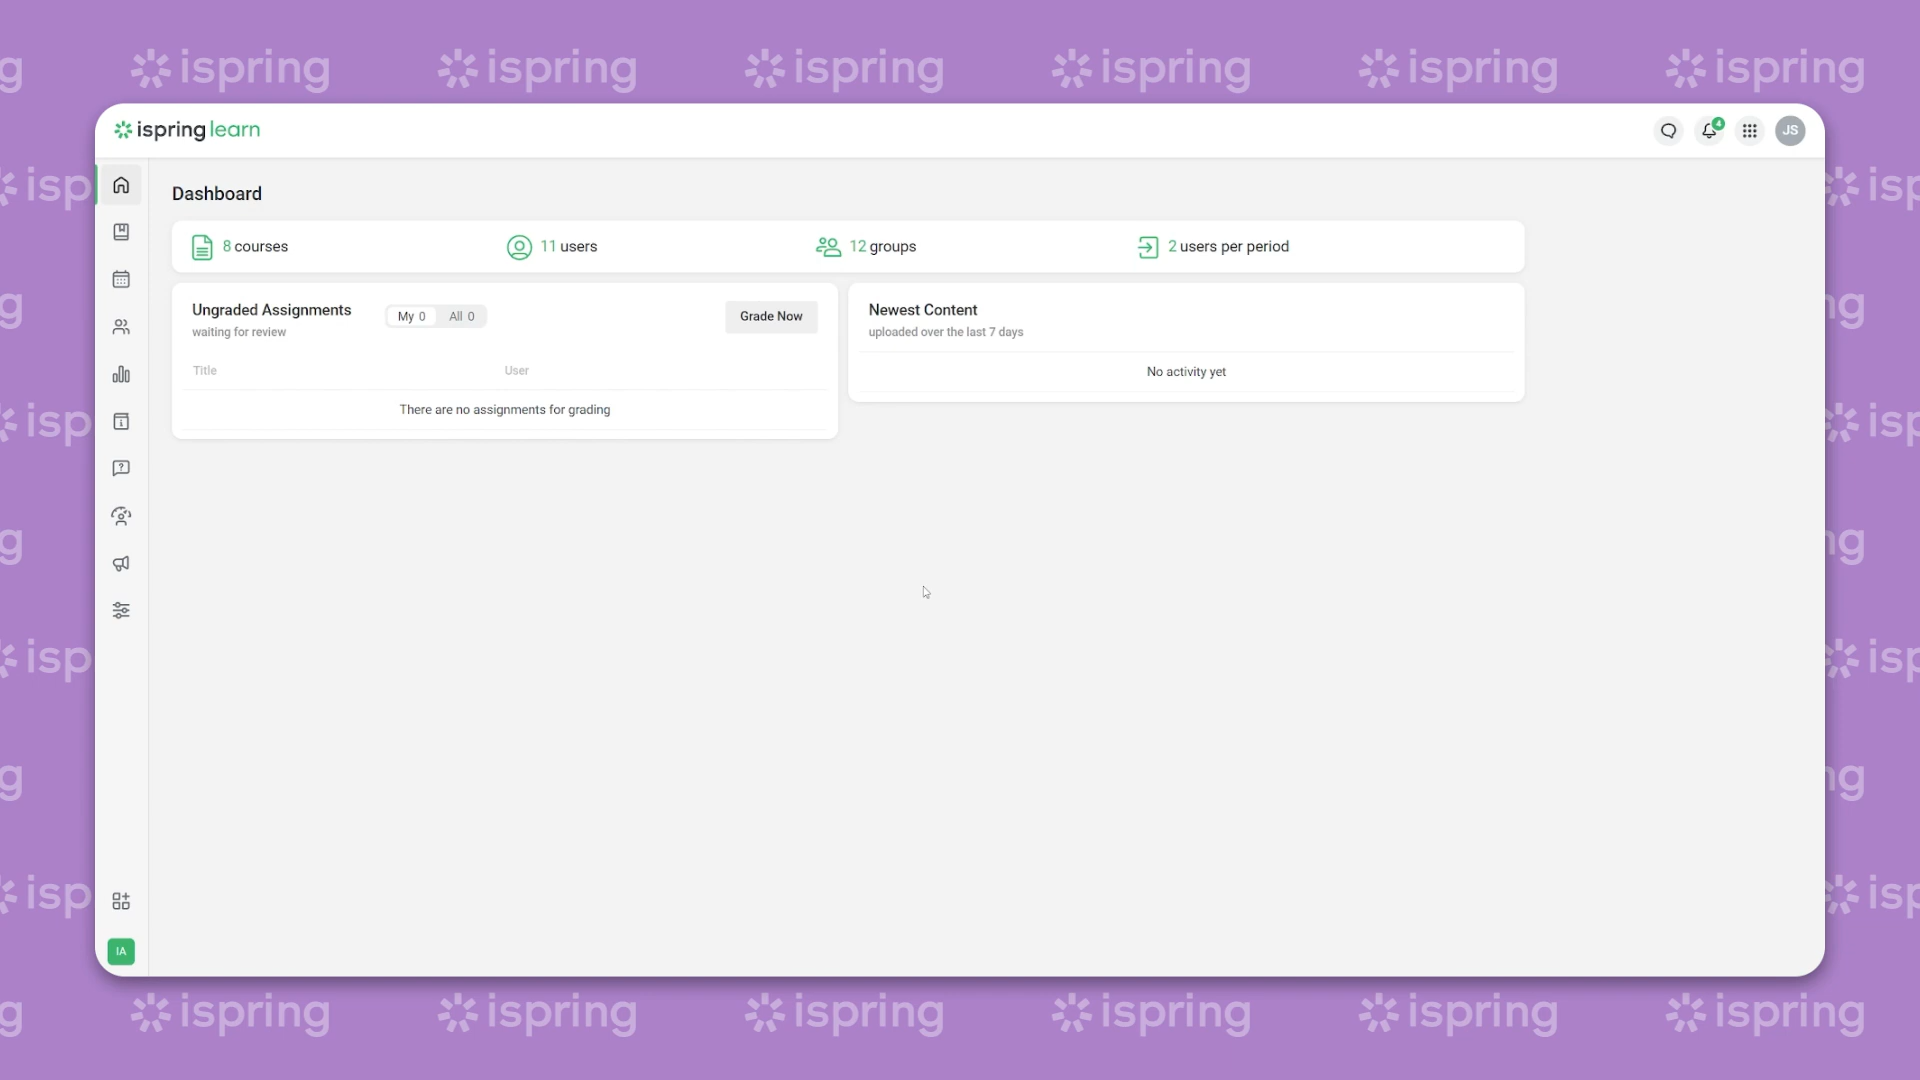 ispring ispring ispring ispring ispring ispring
ispring learn
4
JS
Dashboard
8 courses
11 users
12 groups
2 users per period
Ungraded Assignments
waiting for review
My 0
All 0
Grade Now
Title
User
There are no assignments for grading
Newest Content
uploaded over the last 7 days
No activity yet
IA
ispring ispring ispring ispring ispring ispring